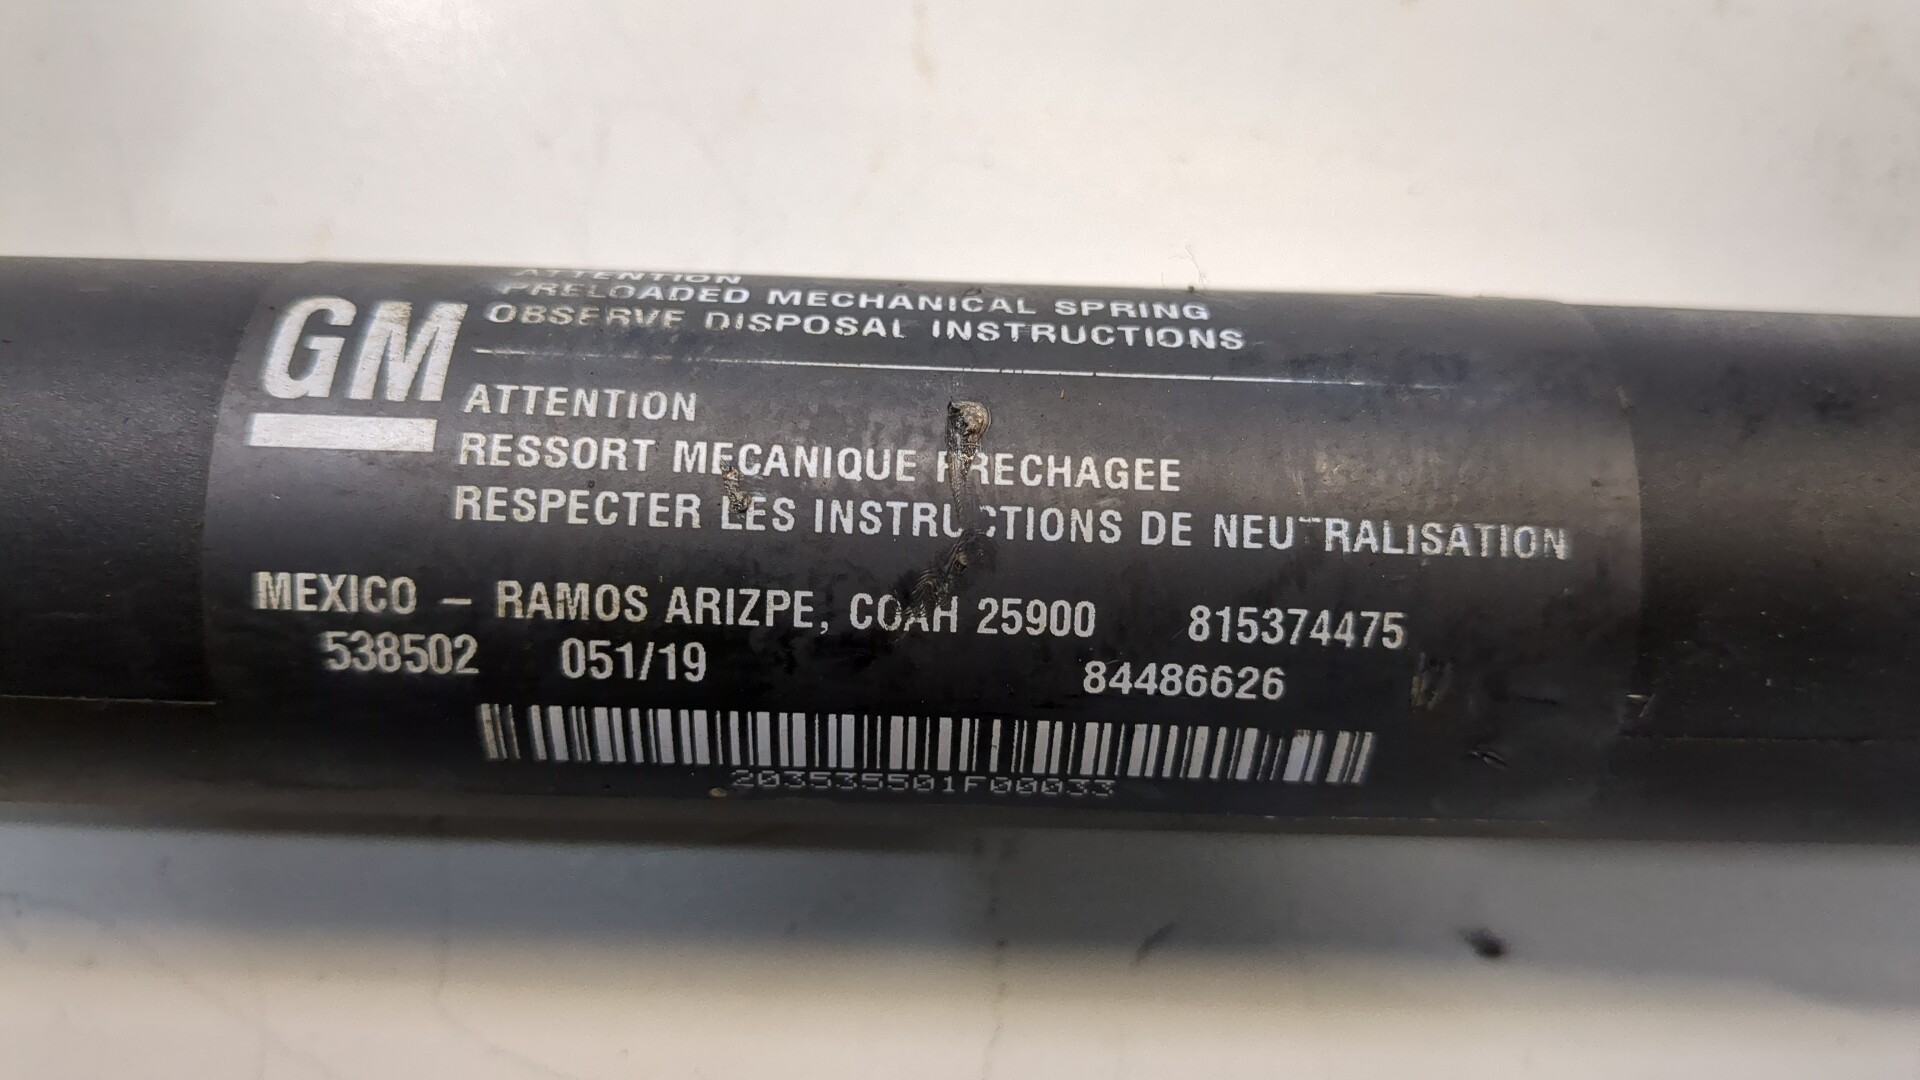 GM
ATTENTION
PRELOADED MECHANICAL SPRING
OBSERVE DISPOSAL INSTRUCTIONS
ATTENTION
RESSORT MECANIQUE PRECHAGEE
RESPECTER LES INSTRUCTIONS DE NEUTRALISATION
MEXICO – RAMOS ARIZPE, COAH 25900 815374475
538502 051/19 84486626
203535501F00033